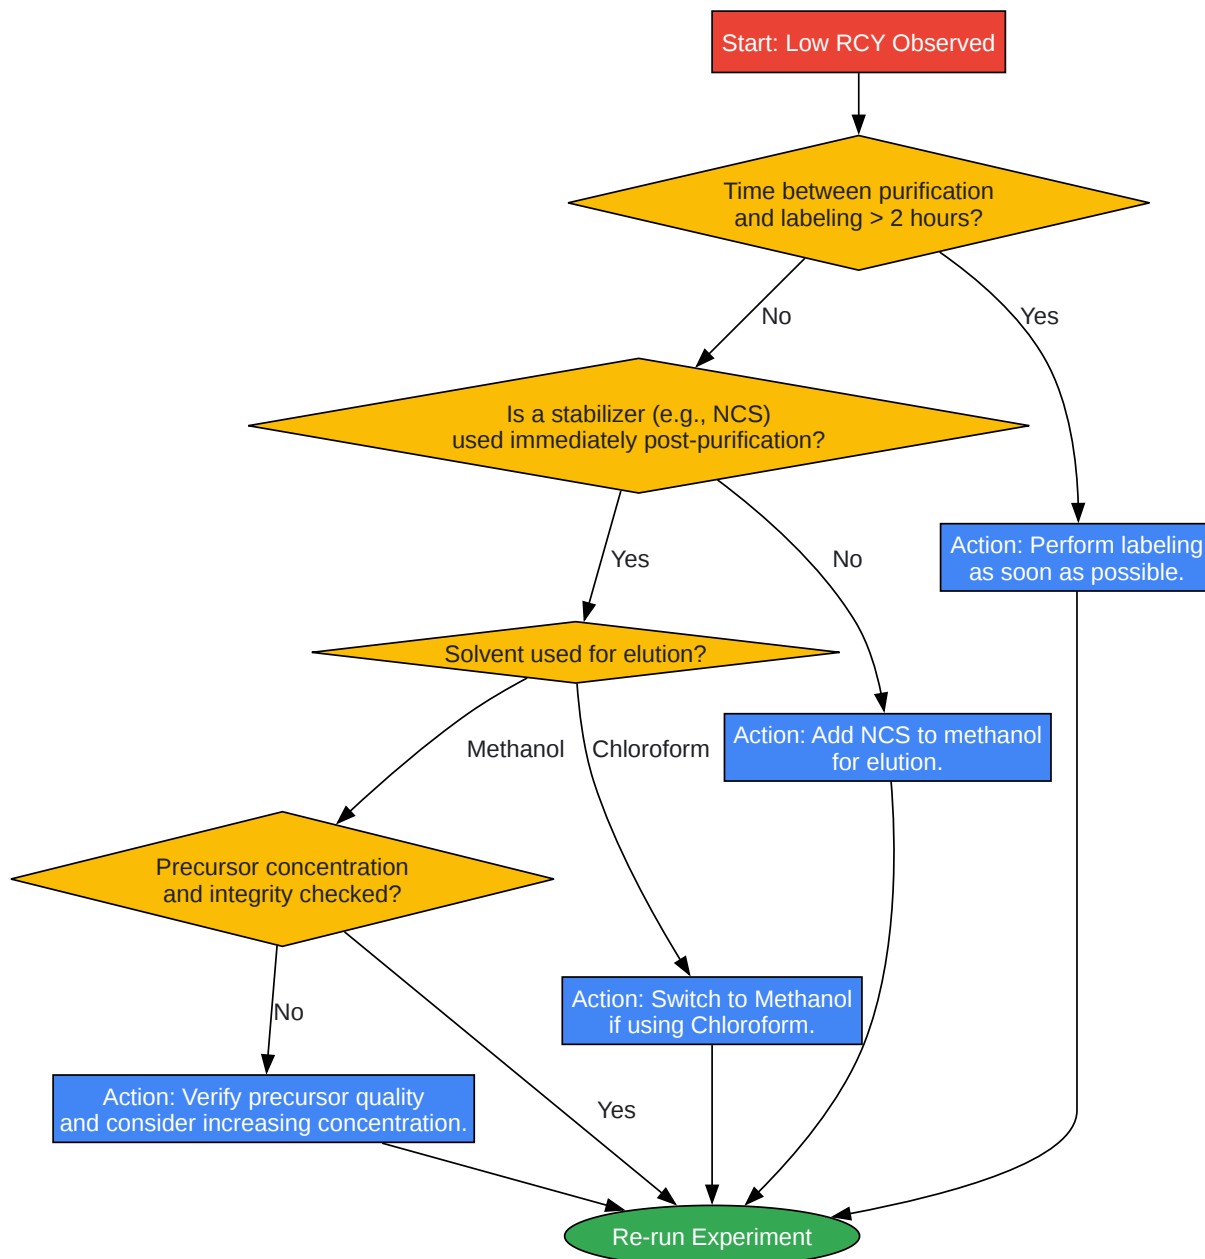 Start: Low RCY Observed
Time between purification
and labeling > 2 hours?
No
Yes
Is a stabilizer (e.g., NCS)
used immediately post-purification?
Yes
No
Action: Perform labeling
as soon as possible.
Solvent used for elution?
Methanol
Chloroform
Action: Add NCS to methanol
for elution.
Precursor concentration
and integrity checked?
No
Yes
Action: Switch to Methanol
if using Chloroform.
Action: Verify precursor quality
and consider increasing concentration.
Re-run Experiment